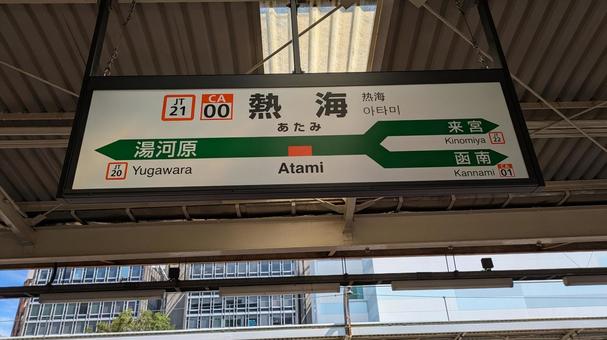 JT 21 CA 00 熱海 热海
아타미
あたみ
湯河原 来宮
Kinomiya JT 22
JT 20 Yugawara Atami 函南
Kannami CA 01